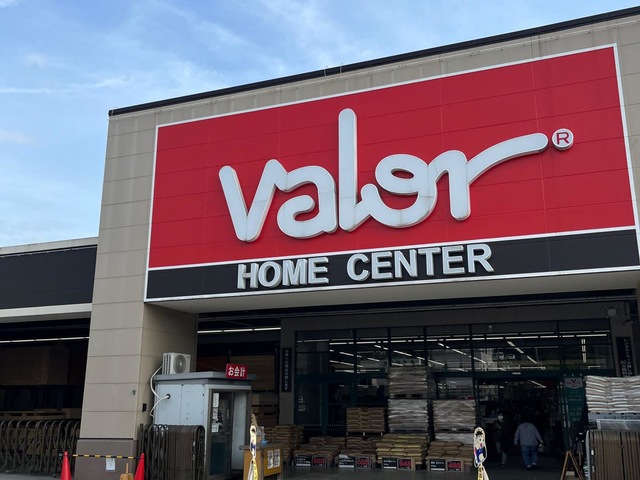 valor®
HOME CENTER
お会計